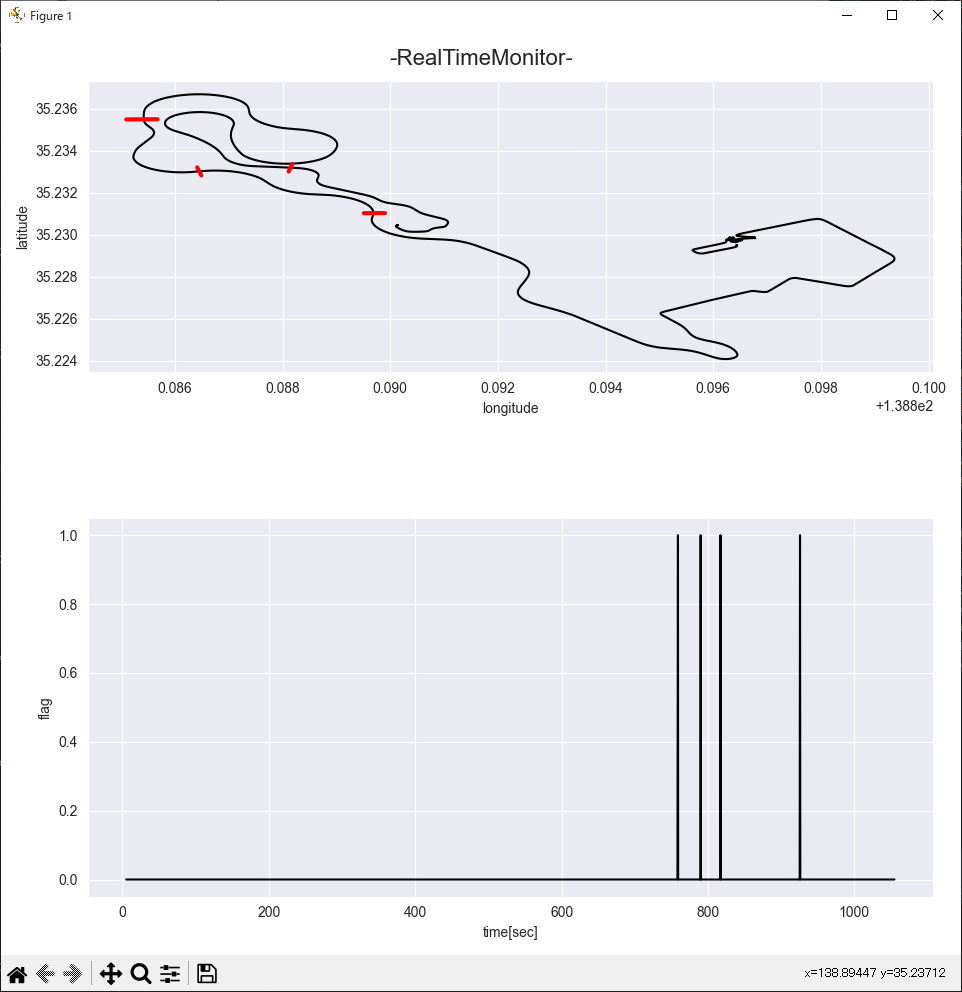 Figure 1
-RealTimeMonitor-
35.236
35.234
35.232
35.230
35.228
35.226
35.224
latitude
0.086 0.088 0.090 0.092 0.094 0.096 0.098 0.100
longitude
+1.388e2
1.0
0.8
0.6
0.4
0.2
0.0
flag
0 200 400 600 800 1000
time[sec]
x=138.89447 y=35.23712